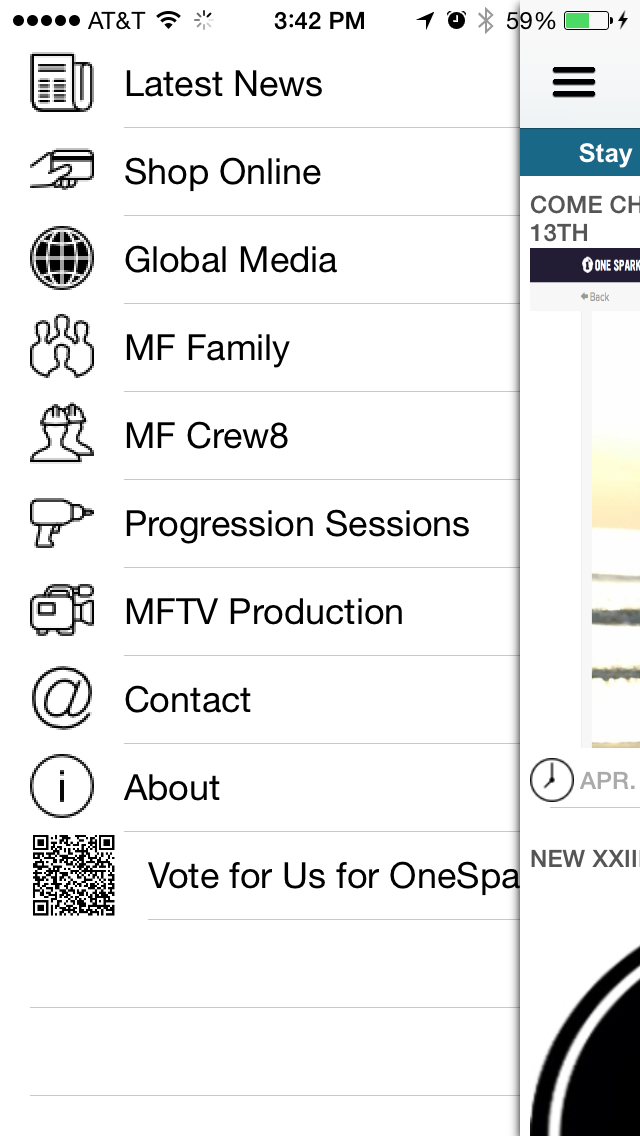 AT&T 3:42 PM 59%
Latest News
Shop Online
Global Media
MF Family
MF Crew8
Progression Sessions
MFTV Production
Contact
About
Vote for Us for OneSpa
Stay
COME CH
13TH
ONE SPARK
Back
APR.
NEW XXIII